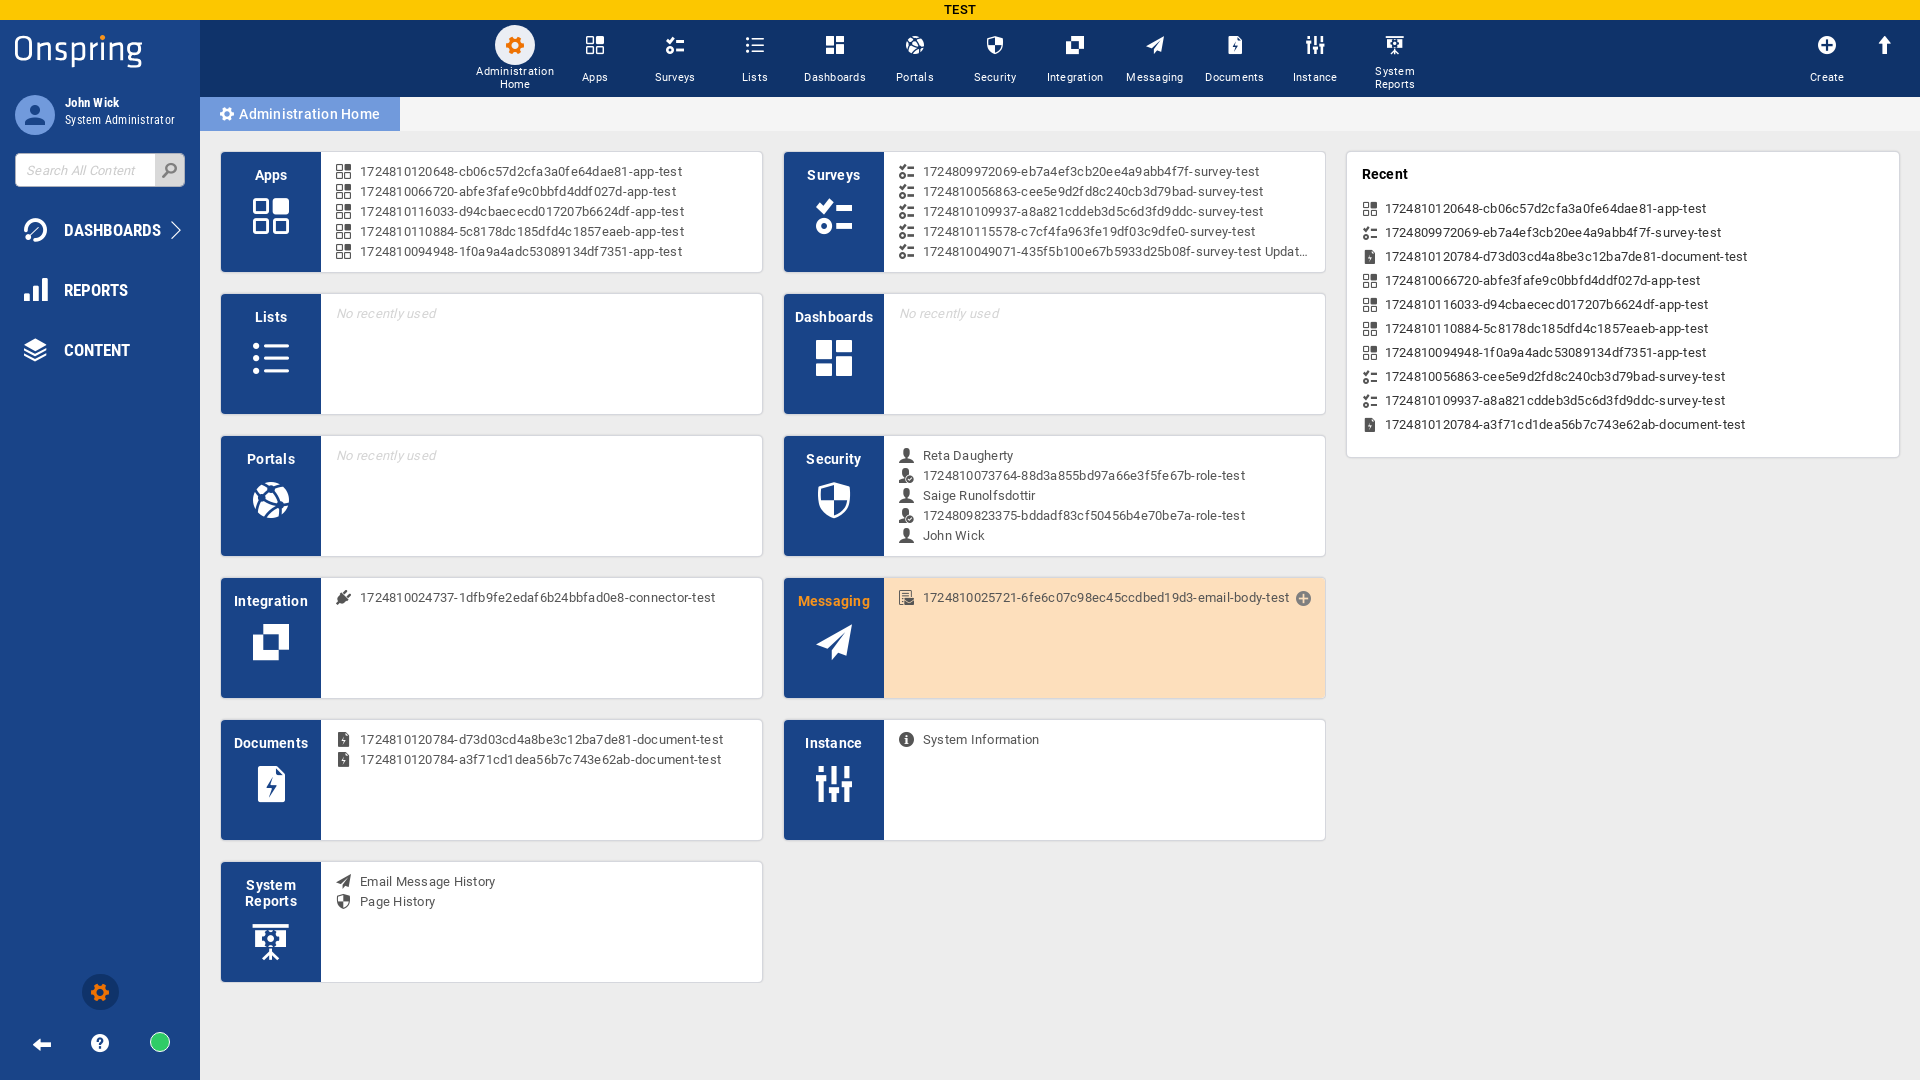 TEST
Onspring
John Wick
System Administrator
Search All Content
DASHBOARDS
REPORTS
CONTENT
Administration Home
Apps
Surveys
Lists
Dashboards
Portals
Security
Integration
Messaging
Documents
Instance
System Reports
Create
Administration Home
Apps
1724810120648-cb06c57d2cfa3a0fe64dae81-app-test
1724810066720-abfe3fafe9c0bbfd4ddf027d-app-test
1724810116033-d94cbaececd017207b6624df-app-test
1724810110884-5c8178dc185dfd4c1857eaeb-app-test
1724810094948-1f0a9a4adc53089134df7351-app-test
Surveys
1724809972069-eb7a4ef3cb20ee4a9abb4f7f-survey-test
1724810056863-cee5e9d2fd8c240cb3d79bad-survey-test
1724810109937-a8a821cddeb3d5c6d3fd9ddc-survey-test
1724810115578-c7cf4fa963fe19df03c9dfe0-survey-test
1724810049071-435f5b100e67b5933d25b08f-survey-test Updat...
Lists
No recently used
Dashboards
No recently used
Portals
No recently used
Security
Reta Daugherty
1724810073764-88d3a855bd97a66e3f5fe67b-role-test
Saige Runolfsdottir
1724809823375-bddadf83cf50456b4e70be7a-role-test
John Wick
Integration
1724810024737-1dfb9fe2edaf6b24bbfad0e8-connector-test
Messaging
1724810025721-6fe6c07c98ec45ccdbed19d3-email-body-test
Documents
1724810120784-d73d03cd4a8be3c12ba7de81-document-test
1724810120784-a3f71cd1dea56b7c743e62ab-document-test
Instance
System Information
System
Reports
Email Message History
Page History
Recent
1724810120648-cb06c57d2cfa3a0fe64dae81-app-test
1724809972069-eb7a4ef3cb20ee4a9abb4f7f-survey-test
1724810120784-d73d03cd4a8be3c12ba7de81-document-test
1724810066720-abfe3fafe9c0bbfd4ddf027d-app-test
1724810116033-d94cbaececd017207b6624df-app-test
1724810110884-5c8178dc185dfd4c1857eaeb-app-test
1724810094948-1f0a9a4adc53089134df7351-app-test
1724810056863-cee5e9d2fd8c240cb3d79bad-survey-test
1724810109937-a8a821cddeb3d5c6d3fd9ddc-survey-test
1724810120784-a3f71cd1dea56b7c743e62ab-document-test